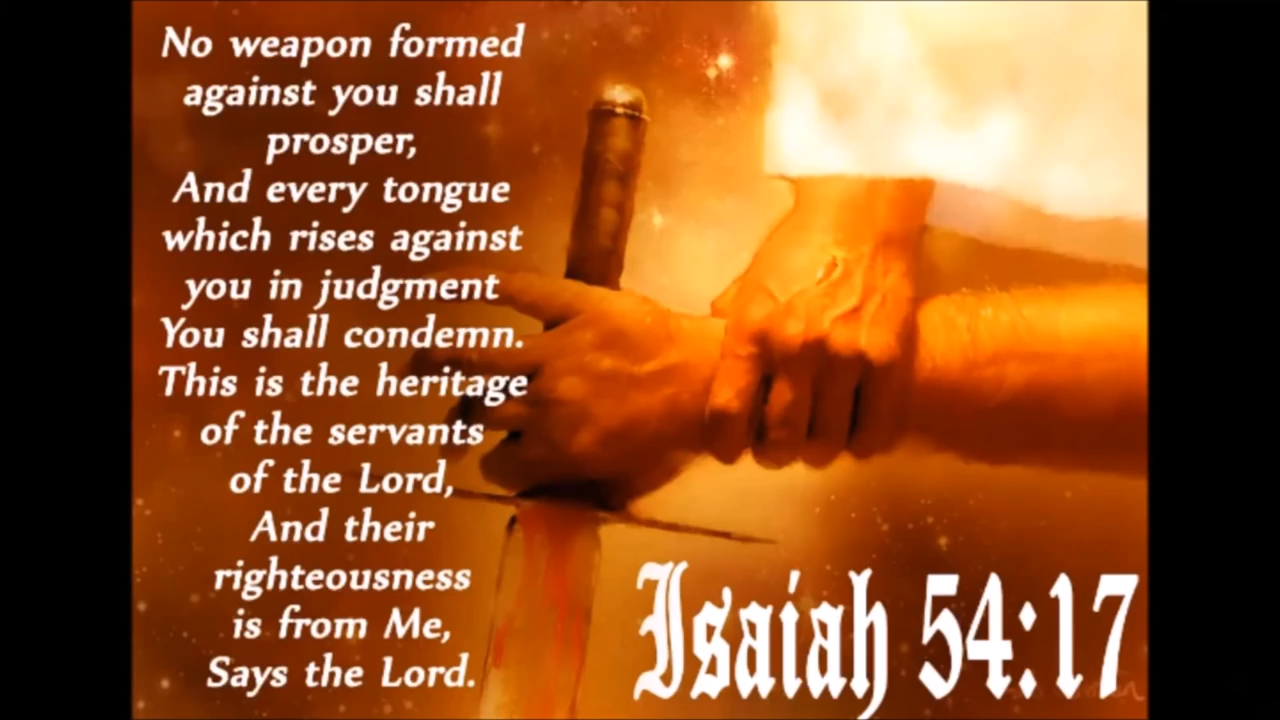 No weapon formed
against you shall
prosper,
And every tongue
which rises against
you in judgment
You shall condemn.
This is the heritage
of the servants
of the Lord,
And their
righteousness
is from Me,
Says the Lord.
Isaiah 54:17